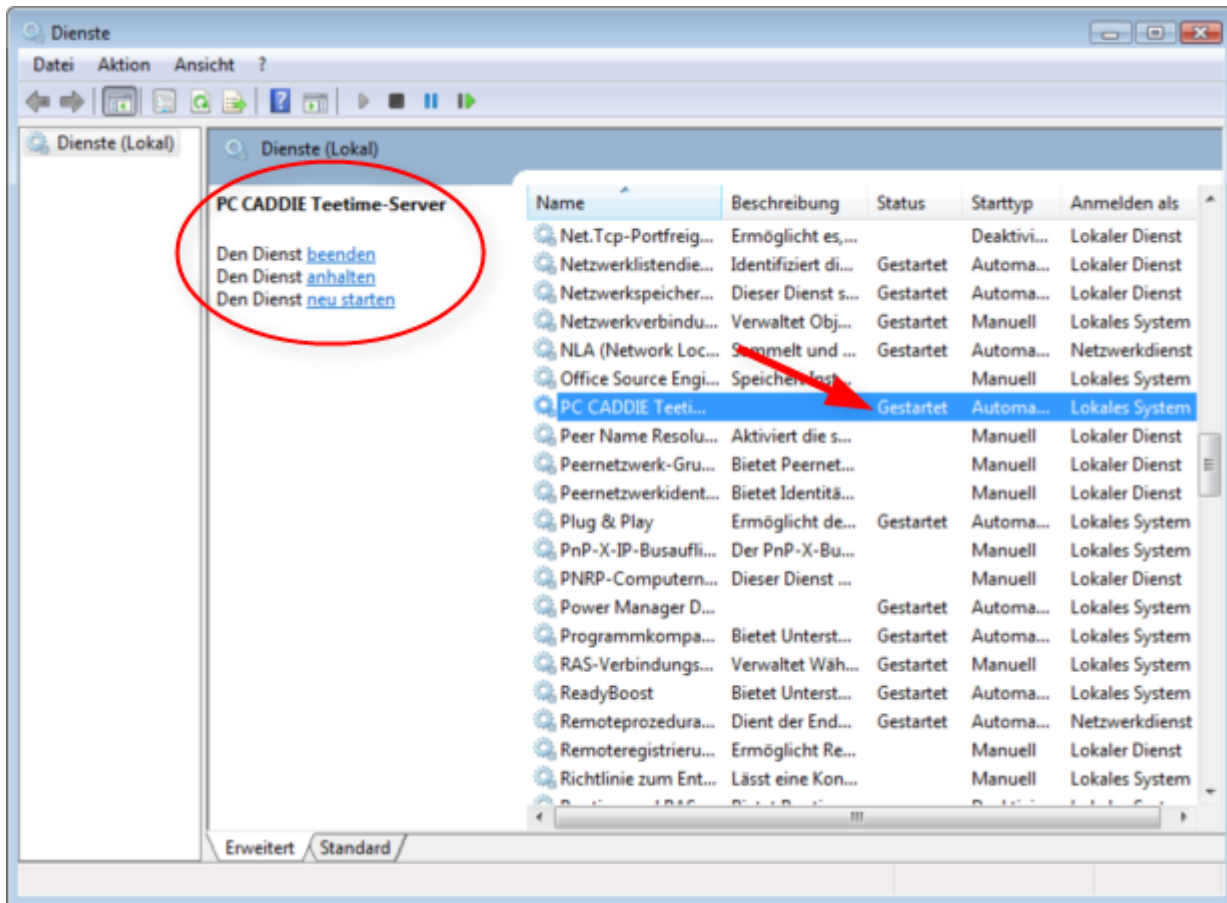 Dienste
Datei Aktion Ansicht ?
Dienste (Lokal)
Dienste (Lokal)
PC CADDIE Teetime-Server
Den Dienst beenden
Den Dienst anhalten
Den Dienst neu starten
Name Beschreibung Status Starttyp Anmelden als
Net.Tcp-Portfreig... Ermöglicht es,... Deaktivi... Lokaler Dienst
Netzwerklistendie... Identifiziert di... Gestartet Automa... Lokaler Dienst
Netzwerkspeicher... Dieser Dienst s... Gestartet Automa... Lokaler Dienst
Netzwerkverbindu... Verwaltet Obj... Gestartet Manuell Lokales System
NLA (Network Loc... Sammelt und ... Gestartet Automa... Netzwerkdienst
Office Source Engi... Speichert Inst... Manuell Lokales System
PC CADDIE Teeti... Gestartet Automa... Lokales System
Peer Name Resolu... Aktiviert die s... Manuell Lokaler Dienst
Peernetzwerk-Gru... Bietet Peernet... Manuell Lokaler Dienst
Peernetzwerkident... Bietet Identitä... Manuell Lokaler Dienst
Plug & Play Ermöglicht de... Gestartet Automa... Lokales System
PnP-X-IP-Busaufli... Der PnP-X-Bu... Manuell Lokales System
PNRP-Computern... Dieser Dienst ... Manuell Lokaler Dienst
Power Manager D... Gestartet Automa... Lokales System
Programmkompa... Bietet Unterst... Gestartet Automa... Lokales System
RAS-Verbindungs... Verwaltet Wäh... Gestartet Manuell Lokales System
ReadyBoost Bietet Unterst... Gestartet Automa... Lokales System
Remoteprozedura... Dient der End... Gestartet Automa... Netzwerkdienst
Remoteregistrieru... Ermöglicht Re... Manuell Lokaler Dienst
Richtlinie zum Ent... Lässt eine Kon... Manuell Lokales System
Erweitert Standard